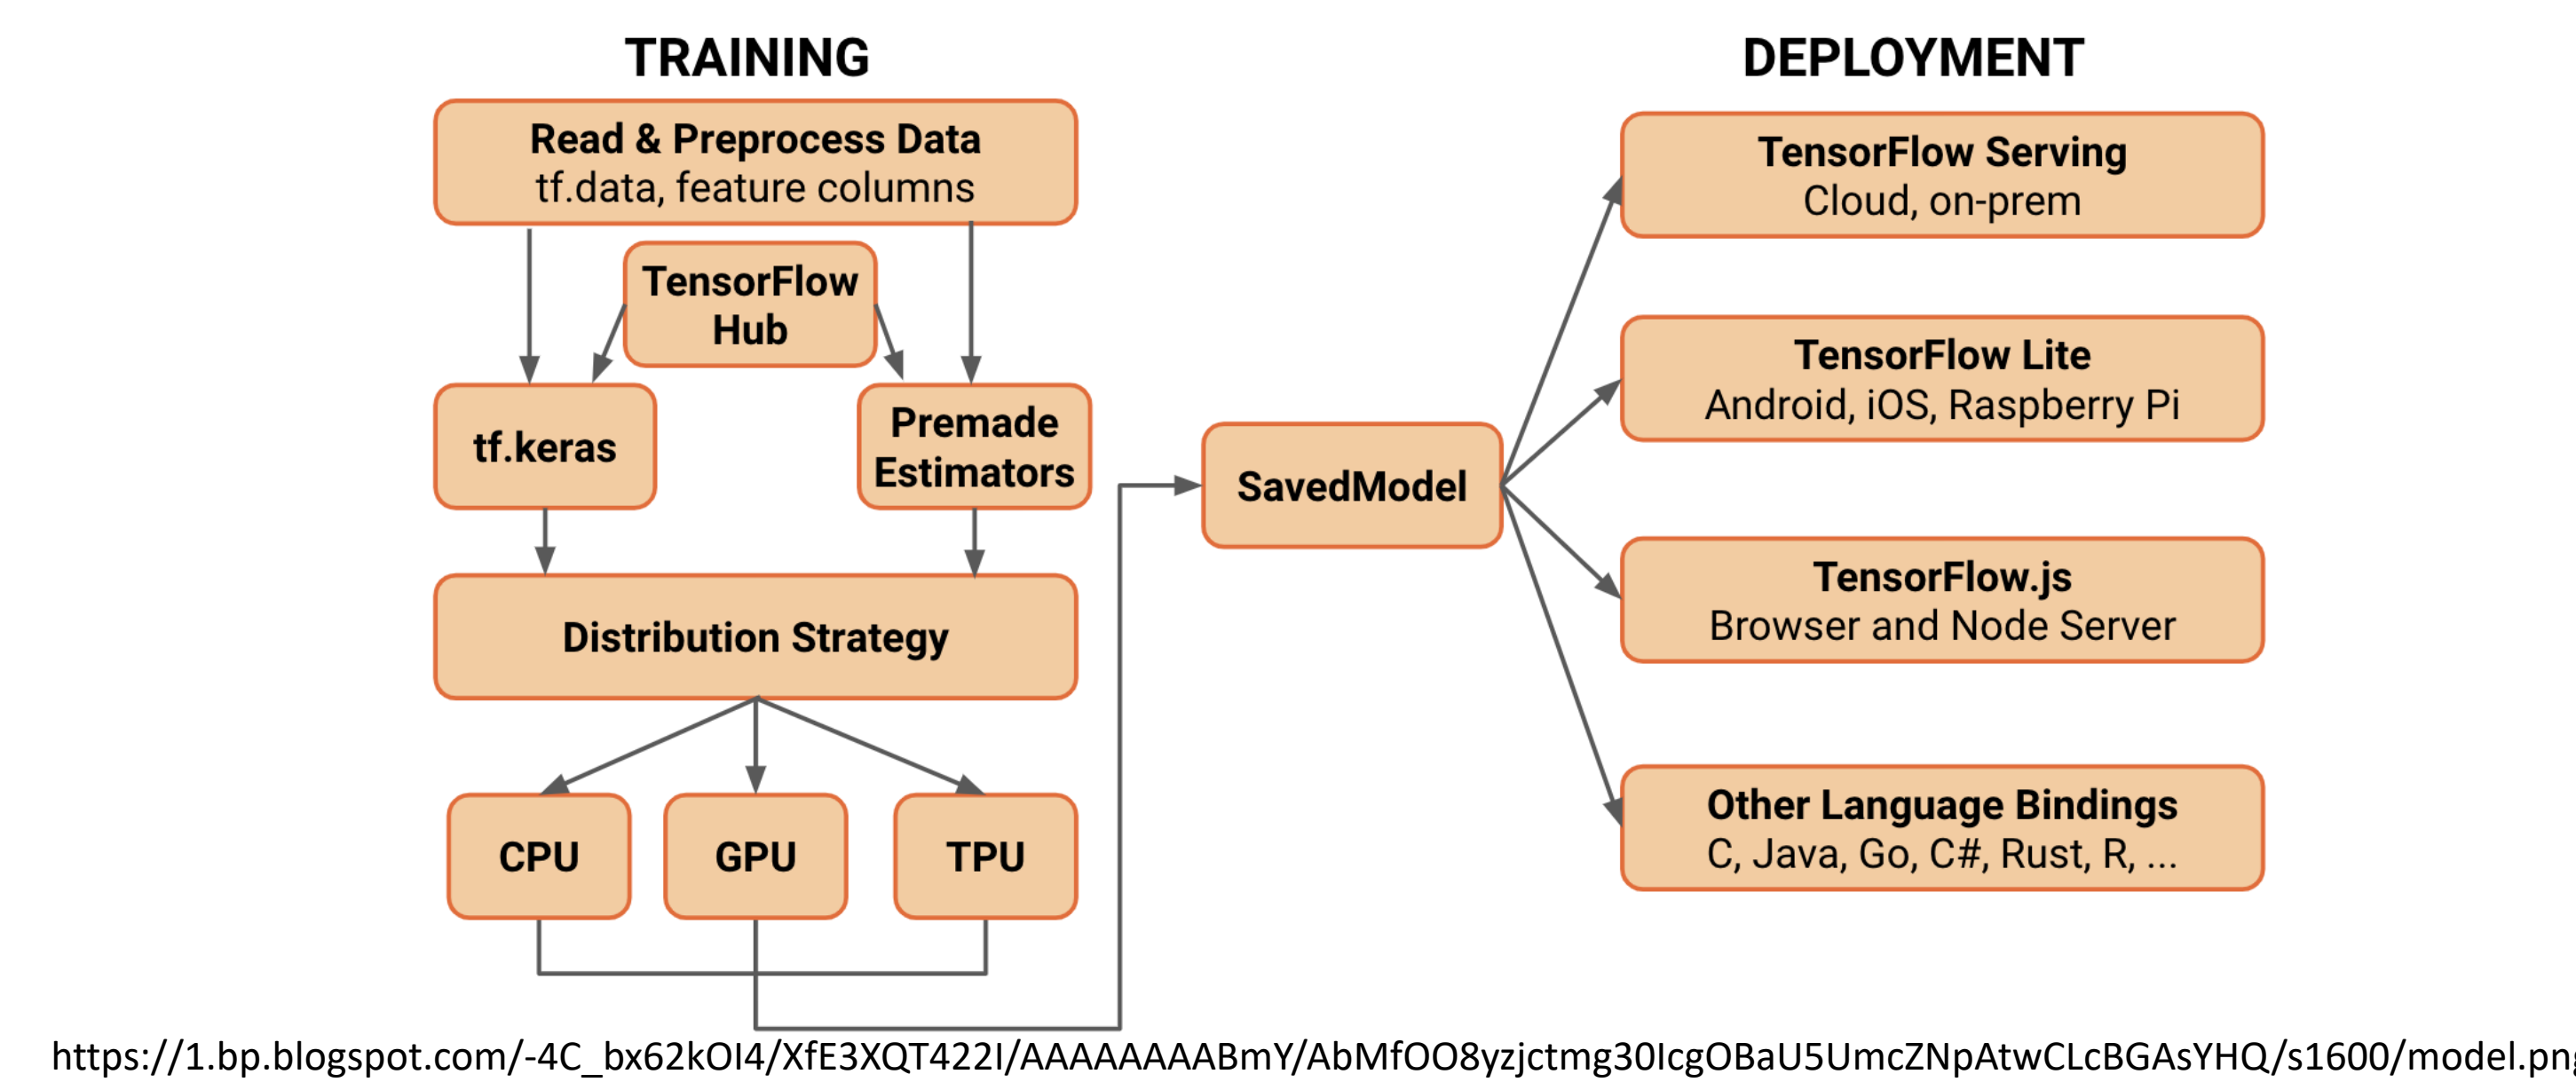 TRAINING
Read & Preprocess Data
tf.data, feature columns
TensorFlow
Hub
tf.keras
Premade
Estimators
Distribution Strategy
CPU
GPU
TPU
SavedModel
DEPLOYMENT
TensorFlow Serving
Cloud, on-prem
TensorFlow Lite
Android, iOS, Raspberry Pi
TensorFlow.js
Browser and Node Server
Other Language Bindings
C, Java, Go, C#, Rust, R, ...
https://1.bp.blogspot.com/-4C_bx62kOI4/XfE3XQT422I/AAAAAAAABmY/AbMfOO8yzjctmg30IcgOBaU5UmcZNpAtwCLcBGAsYHQ/s1600/model.png